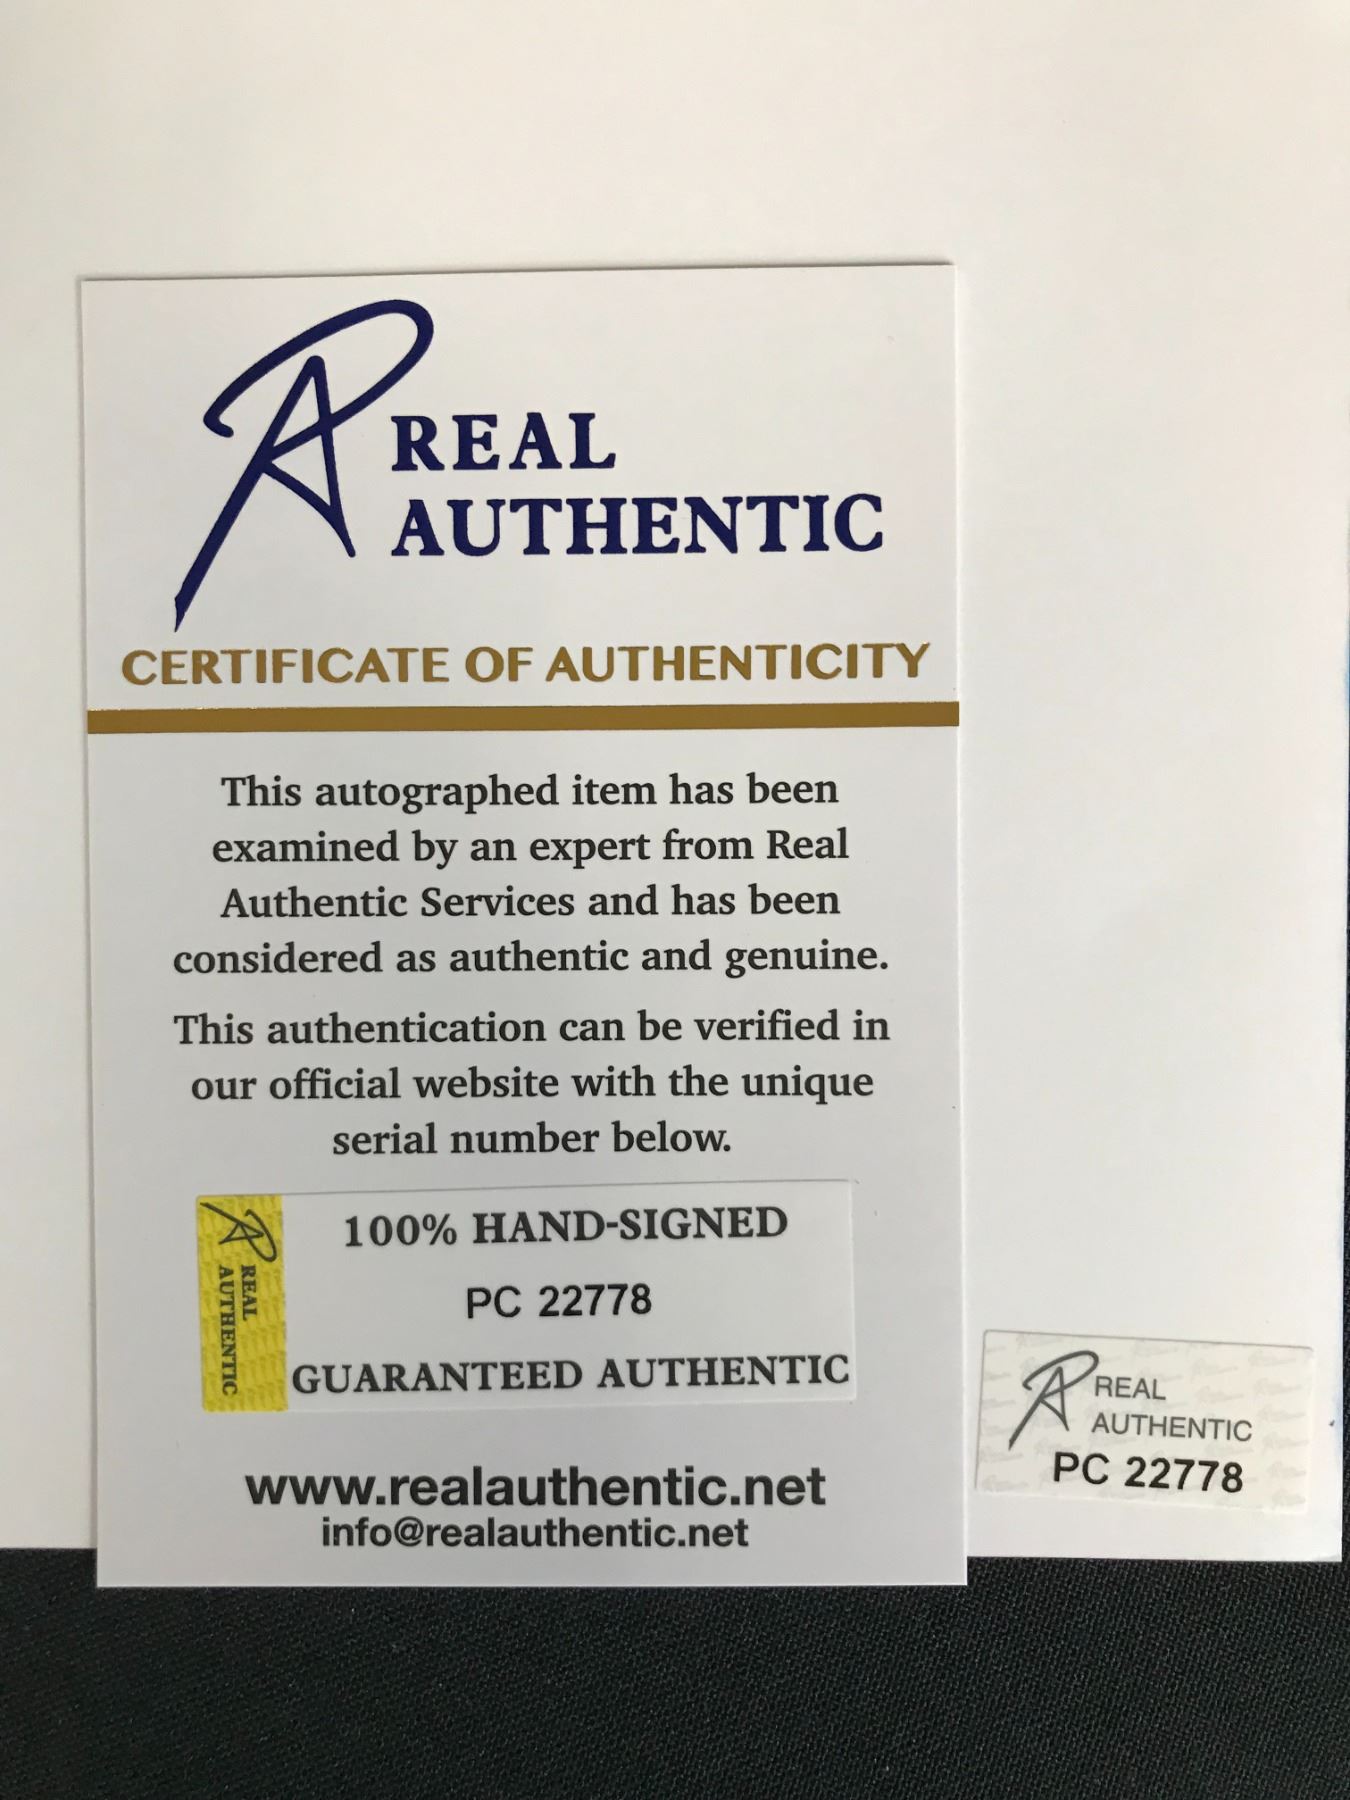 REAL
AUTHENTIC
CERTIFICATE OF AUTHENTICITY
This autographed item has been
examined by an expert from Real
Authentic Services and has been
considered as authentic and genuine.
This authentication can be verified in
our official website with the unique
serial number below.
REAL
AUTHENTIC
100% HAND-SIGNED
PC 22778
GUARANTEED AUTHENTIC
www.realauthentic.net
info@realauthentic.net
REAL
AUTHENTIC
PC 22778